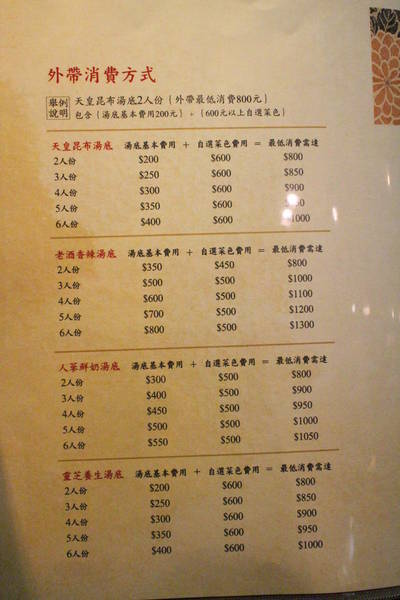 外帶消費方式
舉例說明 天皇昆布湯底2人份{外帶最低消費800元}
包含{湯底基本費用200元}+{600元以上自選菜色}
天皇昆布湯底 湯底基本費用 + 自選菜色費用 = 最低消費需達
2人份 $200 $600 $800
3人份 $250 $600 $850
4人份 $300 $600 $900
5人份 $350 $600
6人份 $400 $600 1000
老酒香辣湯底 湯底基本費用 + 自選菜色費用 = 最低消費需達
2人份 $350 $450 $800
3人份 $500 $500 $1000
4人份 $600 $500 $1100
5人份 $700 $500 $1200
6人份 $800 $500 $1300
人蔘鮮奶湯底 湯底基本費用 + 自選菜色費用 = 最低消費需達
2人份 $300 $500 $800
3人份 $400 $500 $900
4人份 $450 $500 $950
5人份 $500 $500 $1000
6人份 $550 $500 $1050
靈芝養生湯底 湯底基本費用 + 自選菜色費用 = 最低消費需達
2人份 $200 $600 $800
3人份 $250 $600 $850
4人份 $300 $600 $900
5人份 $350 $600 $950
6人份 $400 $600 $1000